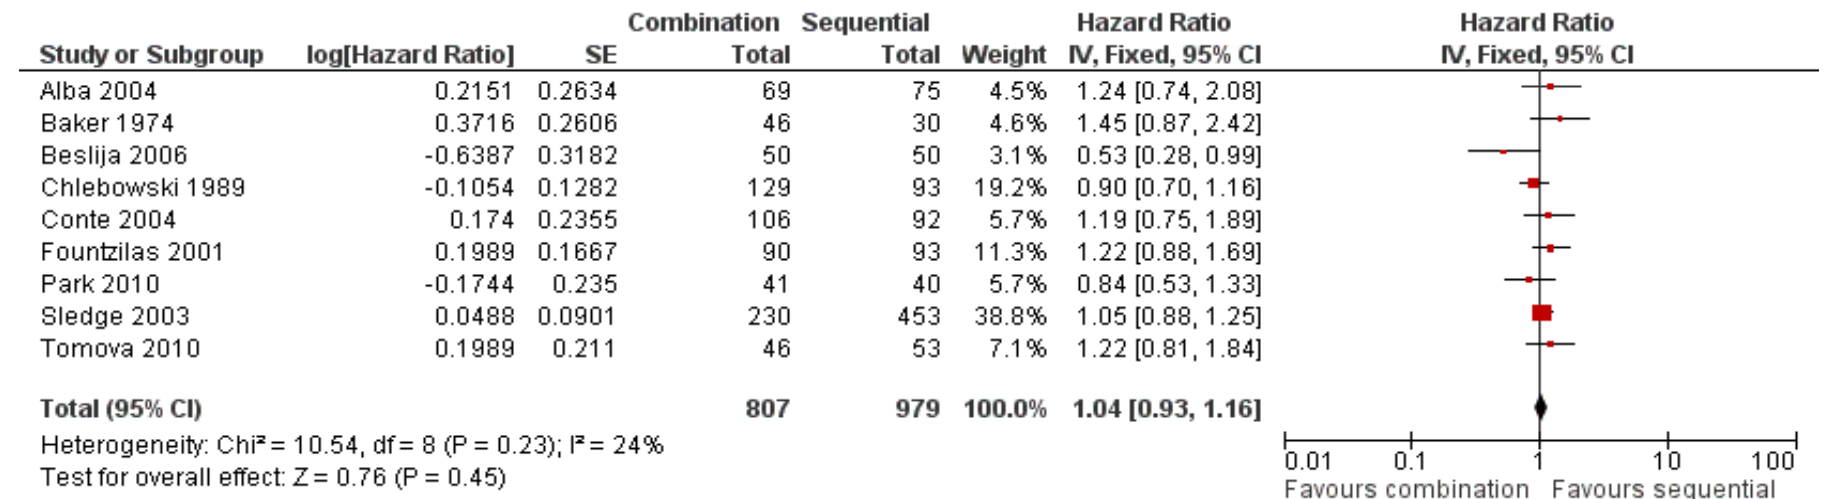 Combination Sequential Hazard Ratio Hazard Ratio
Study or Subgroup log[Hazard Ratio] SE Total Total Weight IV, Fixed, 95% CI IV, Fixed, 95% CI
Alba 2004 0.2151 0.2634 69 75 4.5% 1.24 [0.74, 2.08]
Baker 1974 0.3716 0.2606 46 30 4.6% 1.45 [0.87, 2.42]
Beslija 2006 -0.6387 0.3182 50 50 3.1% 0.53 [0.28, 0.99]
Chlebowski 1989 -0.1054 0.1282 129 93 19.2% 0.90 [0.70, 1.16]
Conte 2004 0.174 0.2355 106 92 5.7% 1.19 [0.75, 1.89]
Fountzilas 2001 0.1989 0.1667 90 93 11.3% 1.22 [0.88, 1.69]
Park 2010 -0.1744 0.235 41 40 5.7% 0.84 [0.53, 1.33]
Sledge 2003 0.0488 0.0901 230 453 38.8% 1.05 [0.88, 1.25]
Tomova 2010 0.1989 0.211 46 53 7.1% 1.22 [0.81, 1.84]
Total (95% CI) 807 979 100.0% 1.04 [0.93, 1.16]
Heterogeneity: Chi² = 10.54, df = 8 (P = 0.23); I² = 24%
Test for overall effect: Z = 0.76 (P = 0.45)
0.01 0.1 1 10 100
Favours combination Favours sequential